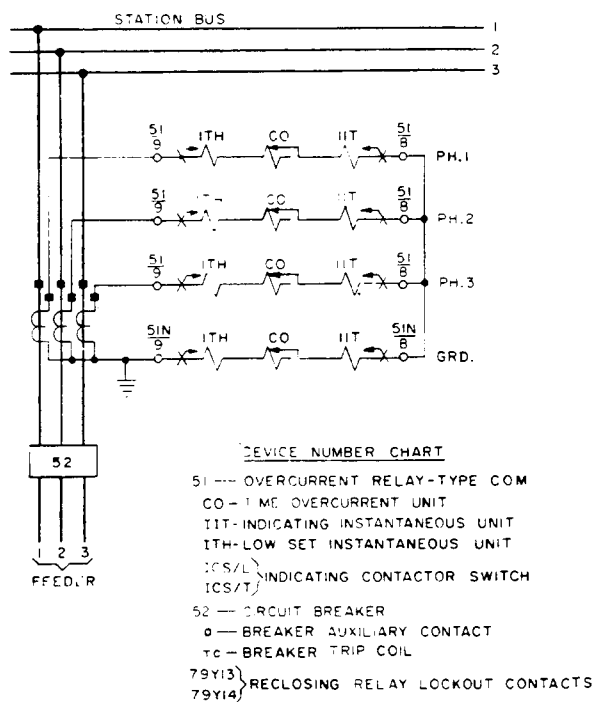 STATION BUS
1
2
3
51
9
ITH
CO
IIT
51
8
PH.1
51
9
ITH
CO
IIT
51
8
PH.2
51
9
ITH
CO
IIT
51
8
PH.3
51N
9
ITH
CO
IIT
51N
8
GRD.
52
1 2 3
FEEDER
DEVICE NUMBER CHART
51 --- OVERCURRENT RELAY-TYPE COM
CO - TIME OVERCURRENT UNIT
IIT-INDICATING INSTANTANEOUS UNIT
ITH-LOW SET INSTANTANEOUS UNIT
ICS/L
ICS/T } INDICATING CONTACTOR SWITCH
52 — CIRCUIT BREAKER
a — BREAKER AUXILIARY CONTACT
TC — BREAKER TRIP COIL
79Y13
79Y14 } RECLOSING RELAY LOCKOUT CONTACTS